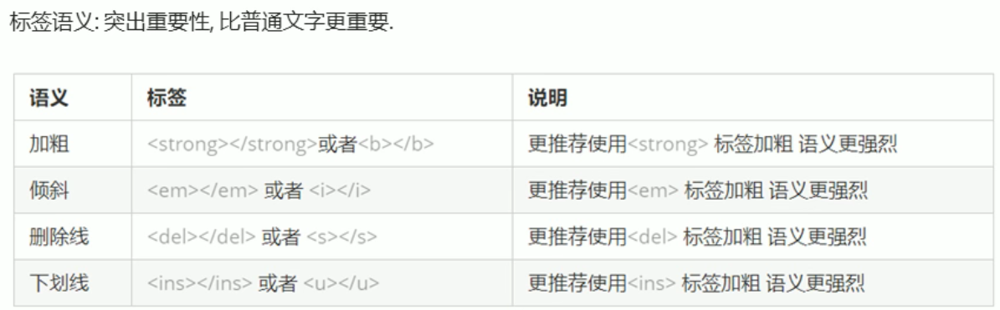 标签语义: 突出重要性, 比普通文字更重要.
语义 标签 说明
加粗 <strong></strong>或者<b></b> 更推荐使用<strong> 标签加粗 语义更强烈
倾斜 <em></em> 或者 <i></i> 更推荐使用<em> 标签加粗 语义更强烈
删除线 <del></del> 或者 <s></s> 更推荐使用<del> 标签加粗 语义更强烈
下划线 <ins></ins> 或者 <u></u> 更推荐使用<ins> 标签加粗 语义更强烈